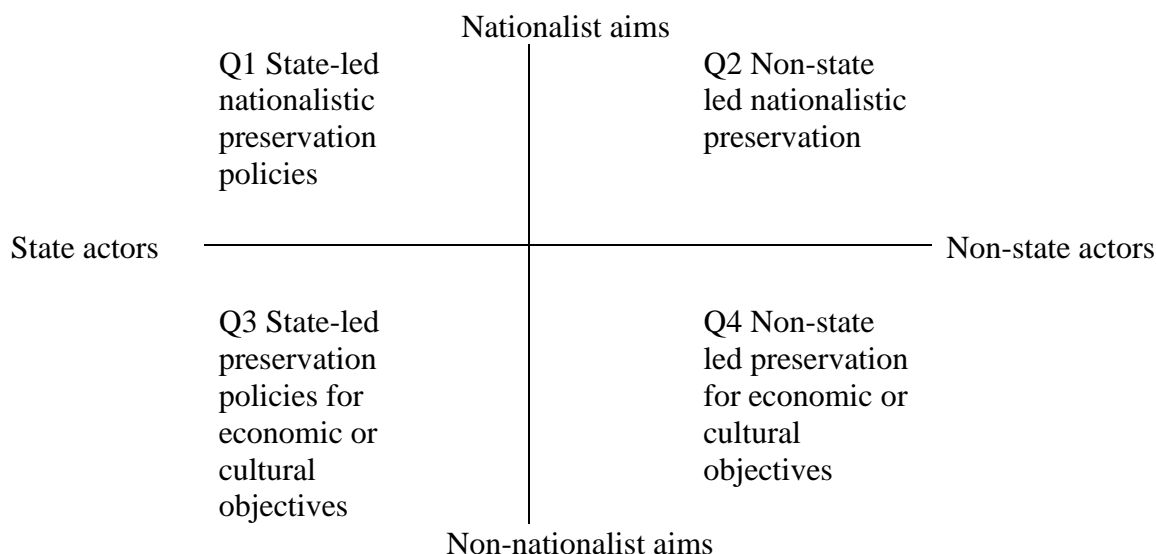 Nationalist aims
Q1 State-led
nationalistic
preservation
policies
Q2 Non-state
led nationalistic
preservation
State actors
Non-state actors
Q3 State-led
preservation
policies for
economic or
cultural
objectives
Q4 Non-state
led preservation
for economic or
cultural
objectives
Non-nationalist aims